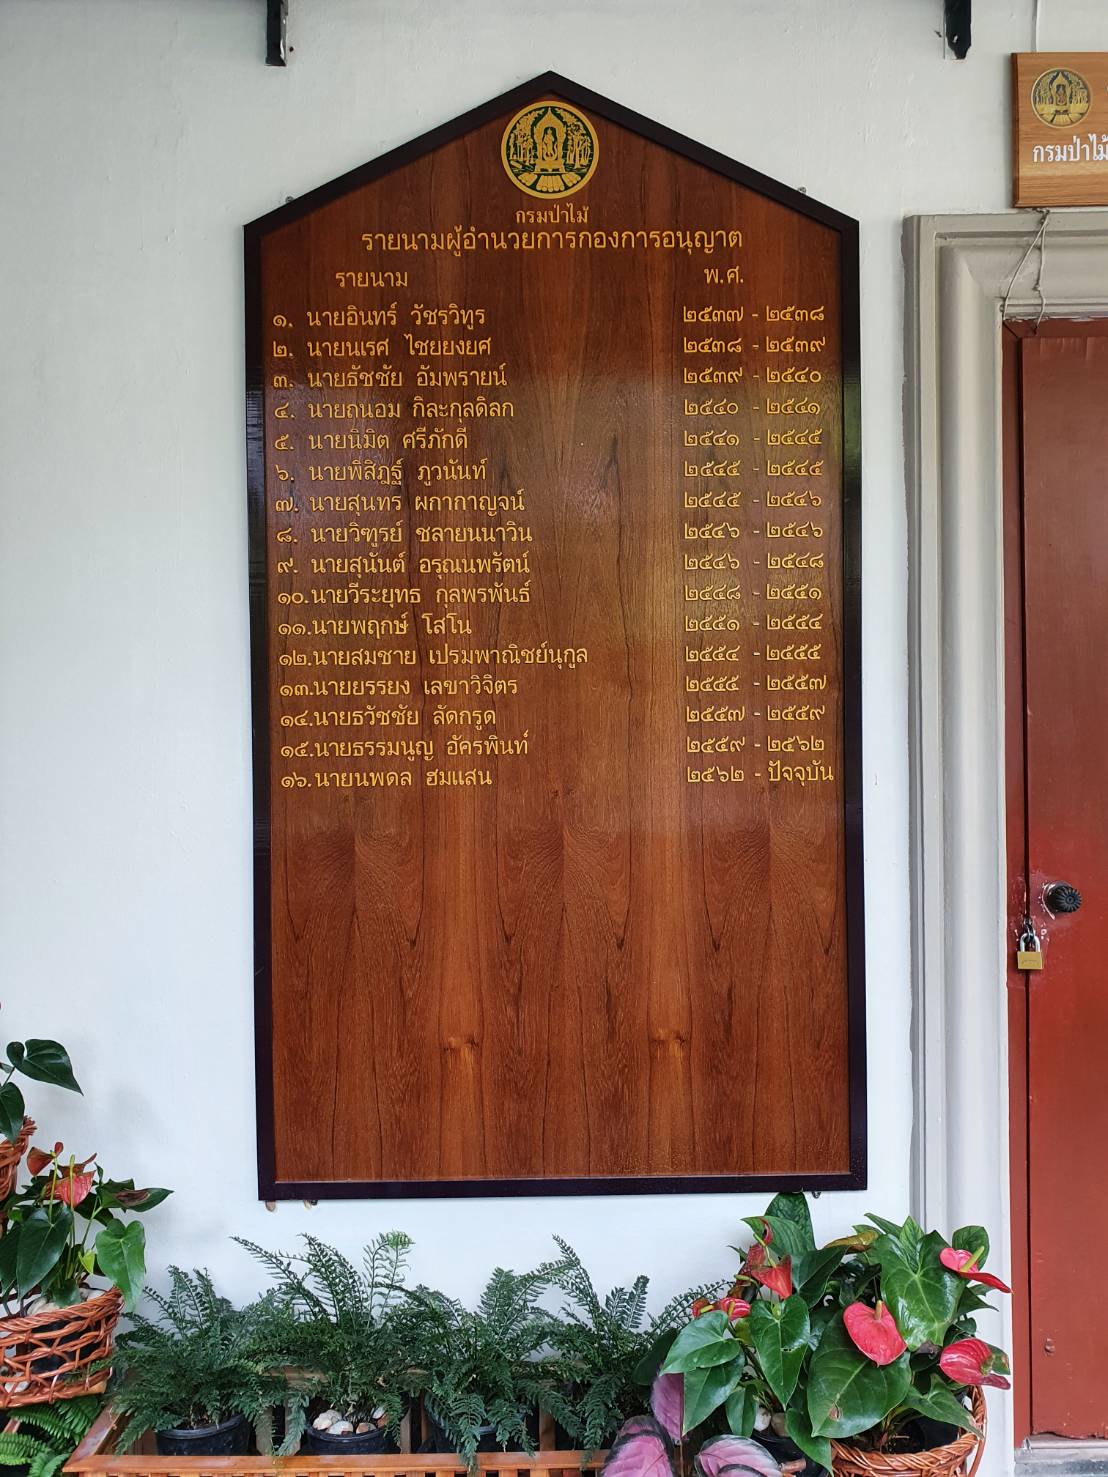 กรมป่าไม้
รายนามผู้อำนวยการกองการอนุญาต
รายนาม พ.ศ.
๑. นายอินทร์ วัชรวิทูร ๒๕๓๗ - ๒๕๓๘
๒. นายนเรศ ไชยยงยศ ๒๕๓๘ - ๒๕๓๙
๓. นายธัชชัย อัมพรายน์ ๒๕๓๙ - ๒๕๔๐
๔. นายถนอม กิละกุลดิลก ๒๕๔๐ - ๒๕๔๑
๕. นายนิมิต ศรีภักดี ๒๕๔๑ - ๒๕๔๕
๖. นายพิสิฎฐ์ ภูวนันท์ ๒๕๔๕ - ๒๕๔๕
๗. นายสุนทร ผกากาญจน์ ๒๕๔๕ - ๒๕๔๖
๘. นายวิฑูรย์ ชลายนนาวิน ๒๕๔๖ - ๒๕๔๖
๙. นายสุนันต์ อรุณนพรัตน์ ๒๕๔๖ - ๒๕๔๘
๑๐.นายวีระยุทธ กุลพรพันธ์ ๒๕๔๘ - ๒๕๕๑
๑๑.นายพฤกษ์ โสโน ๒๕๕๑ - ๒๕๕๔
๑๒.นายสมชาย เปรมพาณิชย์นุกูล ๒๕๕๔ - ๒๕๕๕
๑๓.นายยรรยง เลขาวิจิตร ๒๕๕๕ - ๒๕๕๗
๑๔.นายธวัชชัย ลัดกรูด ๒๕๕๗ - ๒๕๕๙
๑๕.นายธรรมนูญ อัครพินท์ ๒๕๕๙ - ๒๕๖๒
๑๖.นายนพดล ฮมแสน ๒๕๖๒ - ปัจจุบัน
กรมป่าไม้